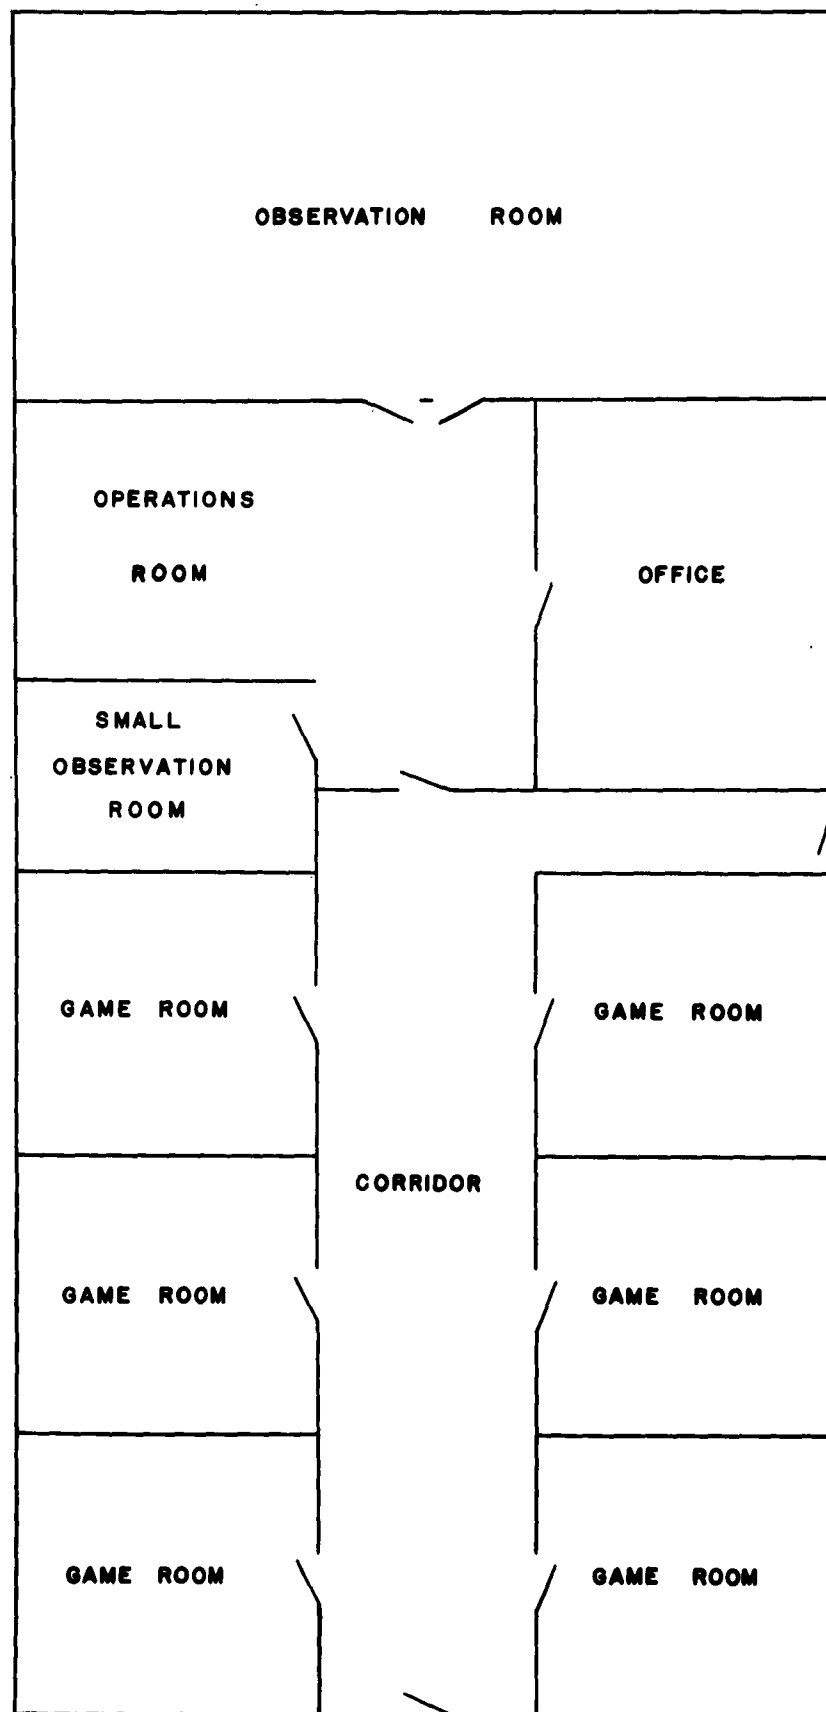 OBSERVATION ROOM
OPERATIONS
ROOM
OFFICE
SMALL
OBSERVATION
ROOM
GAME ROOM
GAME ROOM
CORRIDOR
GAME ROOM
GAME ROOM
GAME ROOM
GAME ROOM